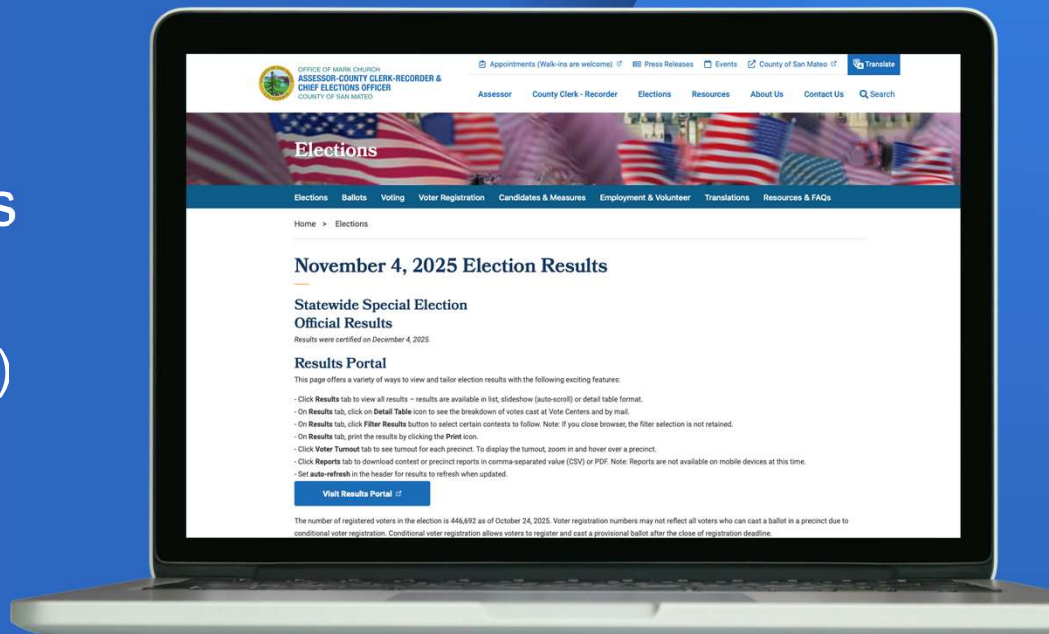 s
)
OFFICE OF MARK CHURCH
ASSESSOR-COUNTY CLERK-RECORDER &
CHIEF ELECTIONS OFFICER
COUNTY OF SAN MATEO
Appointments (Walk-ins are welcome) Press Releases Events County of San Mateo Translate
Assessor County Clerk - Recorder Elections Resources About Us Contact Us Search
Elections
Elections Ballots Voting Voter Registration Candidates & Measures Employment & Volunteer Translations Resources & FAQs
Home > Elections
November 4, 2025 Election Results
Statewide Special Election
Official Results
Results were certified on December 4, 2025.
Results Portal
This page offers a variety of ways to view and tailor election results with the following exciting features:
- Click Results tab to view all results – results are available in list, slideshow (auto-scroll) or detail table format.
- On Results tab, click on Detail Table icon to see the breakdown of votes cast at Vote Centers and by mail.
- On Results tab, click Filter Results button to select certain contests to follow. Note: If you close browser, the filter selection is not retained.
- On Results tab, print the results by clicking the Print icon.
- Click Voter Turnout tab to see turnout for each precinct. To display the turnout, zoom in and hover over a precinct.
- Click Reports tab to download contest or precinct reports in comma-separated value (CSV) or PDF. Note: Reports are not available on mobile devices at this time.
- Set auto-refresh in the header for results to refresh when updated.
Visit Results Portal
The number of registered voters in the election is 446,692 as of October 24, 2025. Voter registration numbers may not reflect all voters who can cast a ballot in a precinct due to
conditional voter registration. Conditional voter registration allows voters to register and cast a provisional ballot after the close of registration deadline.